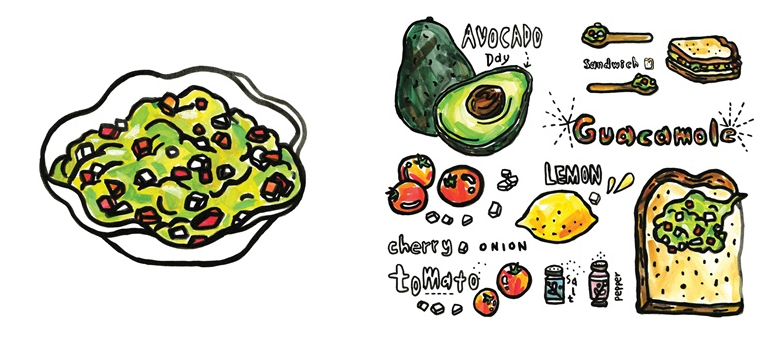 AVOCADO
Day
Sandwich
Guacamole
LEMON
cherry & ONION
tomato
salt
pepper